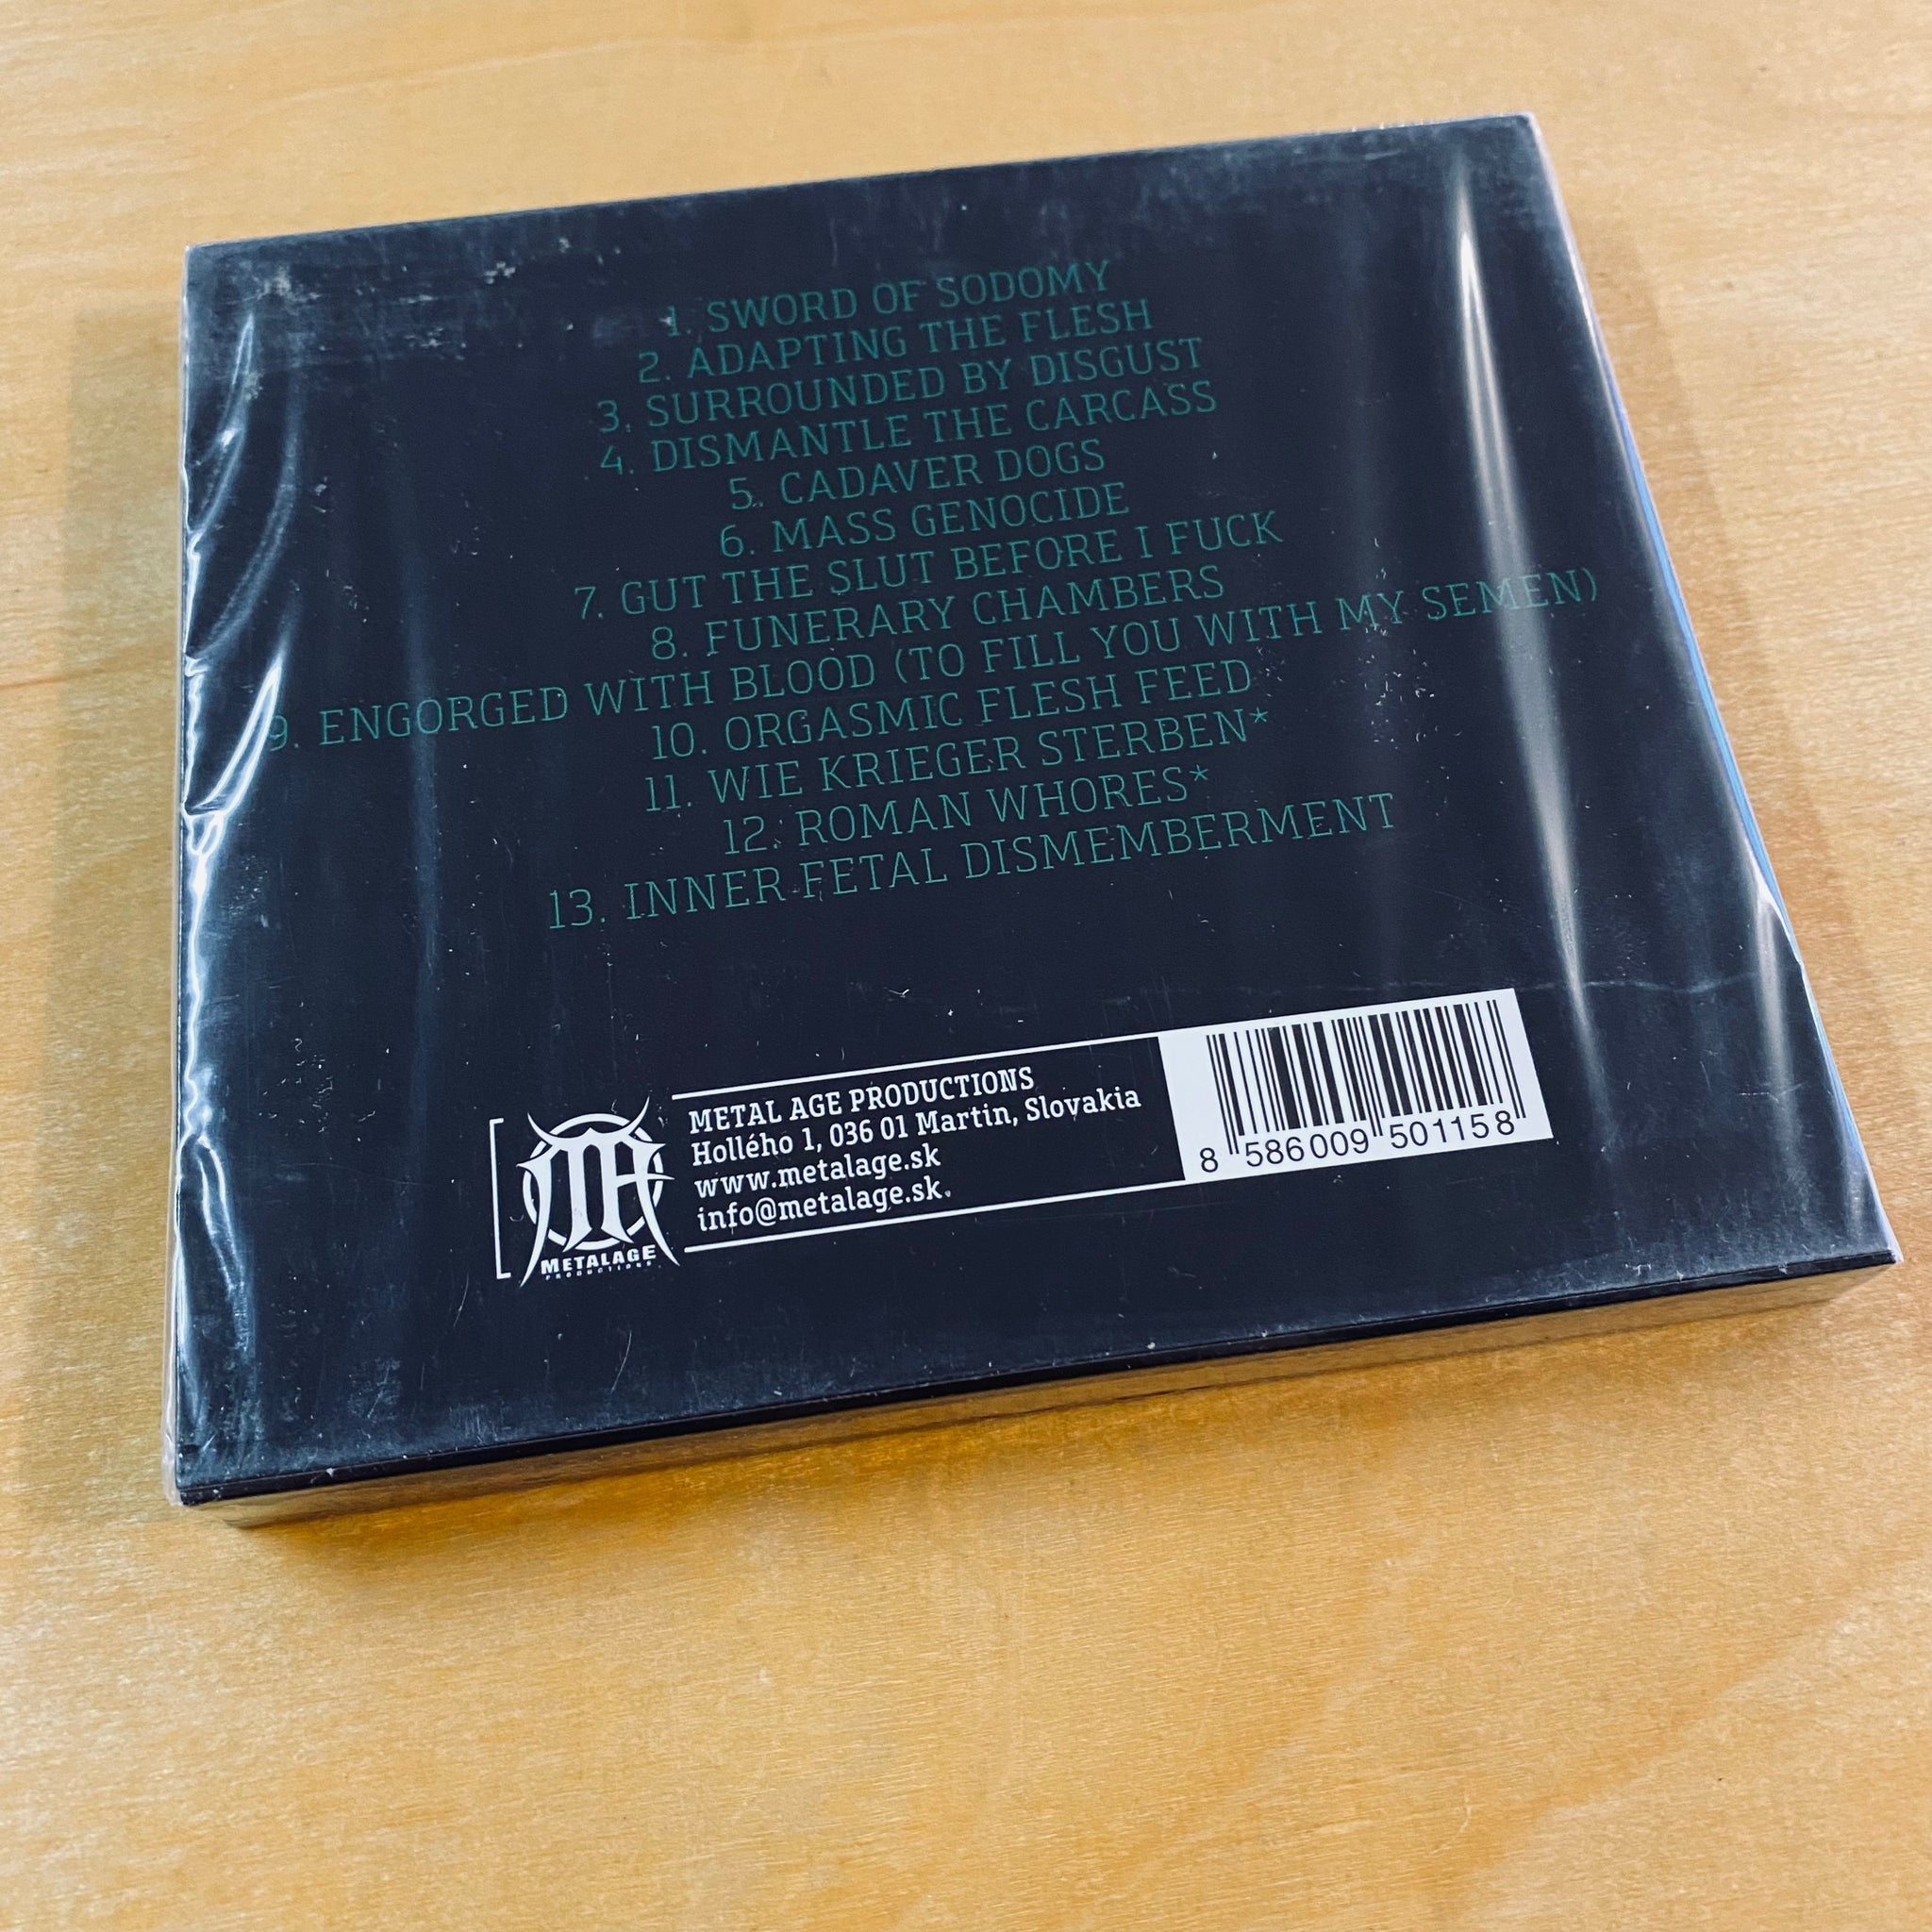 1. SWORD OF SODOMY
2. ADAPTING THE FLESH
3. SURROUNDED BY DISGUST
4. DISMANTLE THE CARCASS
5. CADAVER DOGS
6. MASS GENOCIDE
7. GUT THE SLUT BEFORE I FUCK
8. FUNERARY CHAMBERS
9. ENGORGED WITH BLOOD (TO FILL YOU WITH MY SEMEN)
10. ORGASMIC FLESH FEED
11. WIE KRIEGER STERBEN*
12. ROMAN WHORES*
13. INNER FETAL DISMEMBERMENT
METALAGE
PRODUCTIONS
METAL AGE PRODUCTIONS
Hollého 1, 036 01 Martin, Slovakia
www.metalage.sk
info@metalage.sk
8 586009 501158